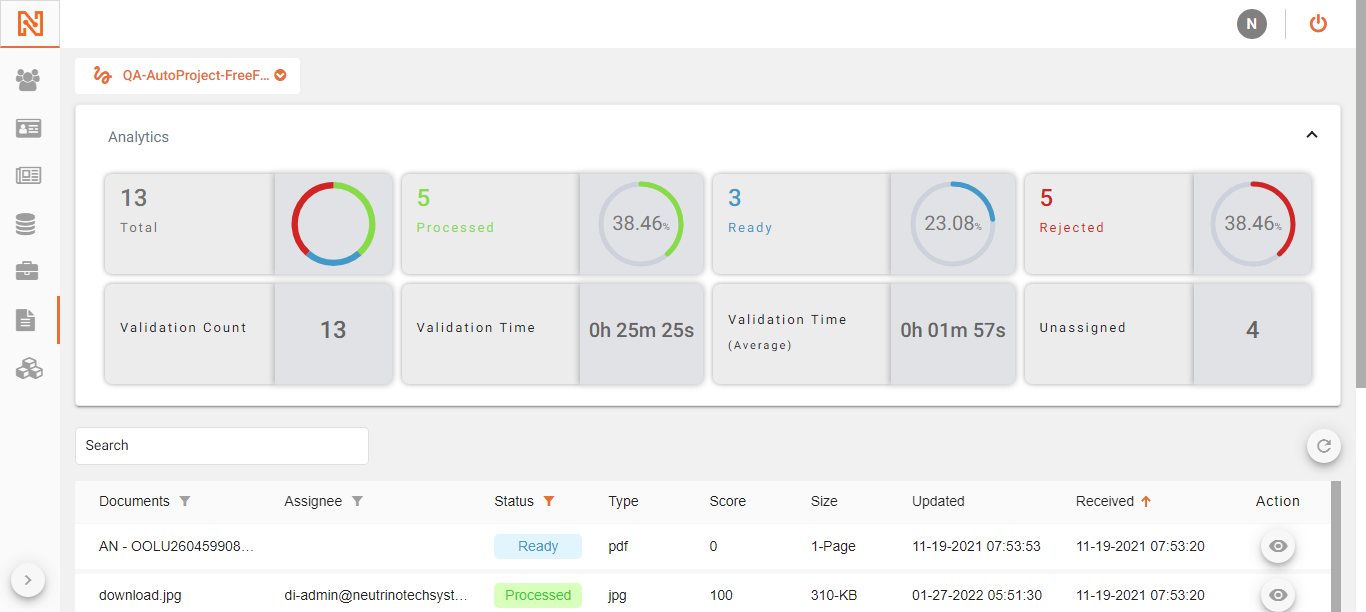 N
QA-AutoProject-FreeF...
Analytics
13
Total
5
Processed
38.46%
3
Ready
23.08%
5
Rejected
38.46%
Validation Count
13
Validation Time
0h 25m 25s
Validation Time
(Average)
0h 01m 57s
Unassigned
4
Search
Documents Assignee Status Type Score Size Updated Received Action
AN - OOLU260459908... Ready pdf 0 1-Page 11-19-2021 07:53:53 11-19-2021 07:53:20
download.jpg di-admin@neutrinotechsyst... Processed jpg 100 310-KB 01-27-2022 05:51:30 11-19-2021 07:53:20